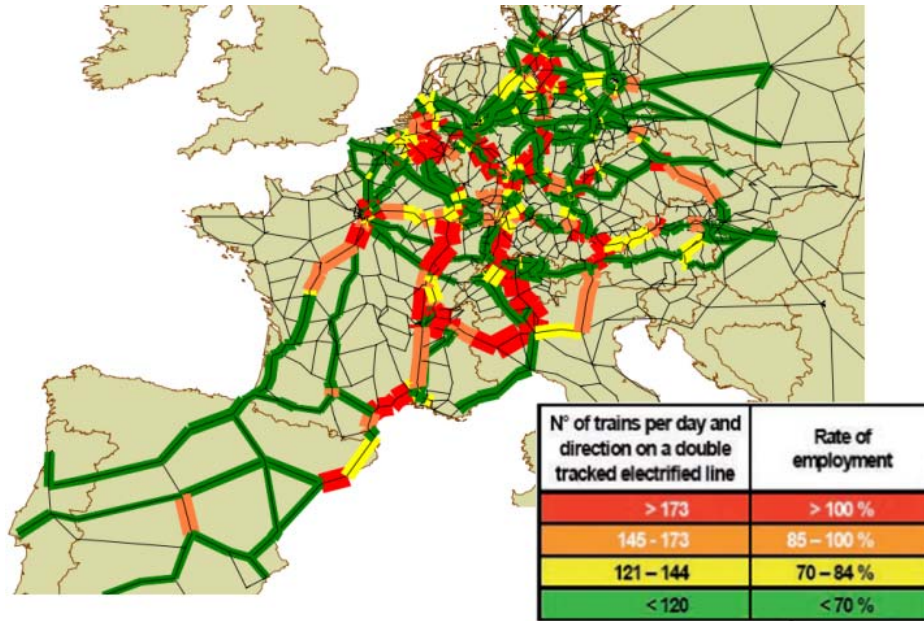 N° of trains per day and
direction on a double
tracked electrified line
Rate of
employment
> 173
> 100 %
145 - 173
85 – 100 %
121 – 144
70 – 84 %
< 120
< 70 %